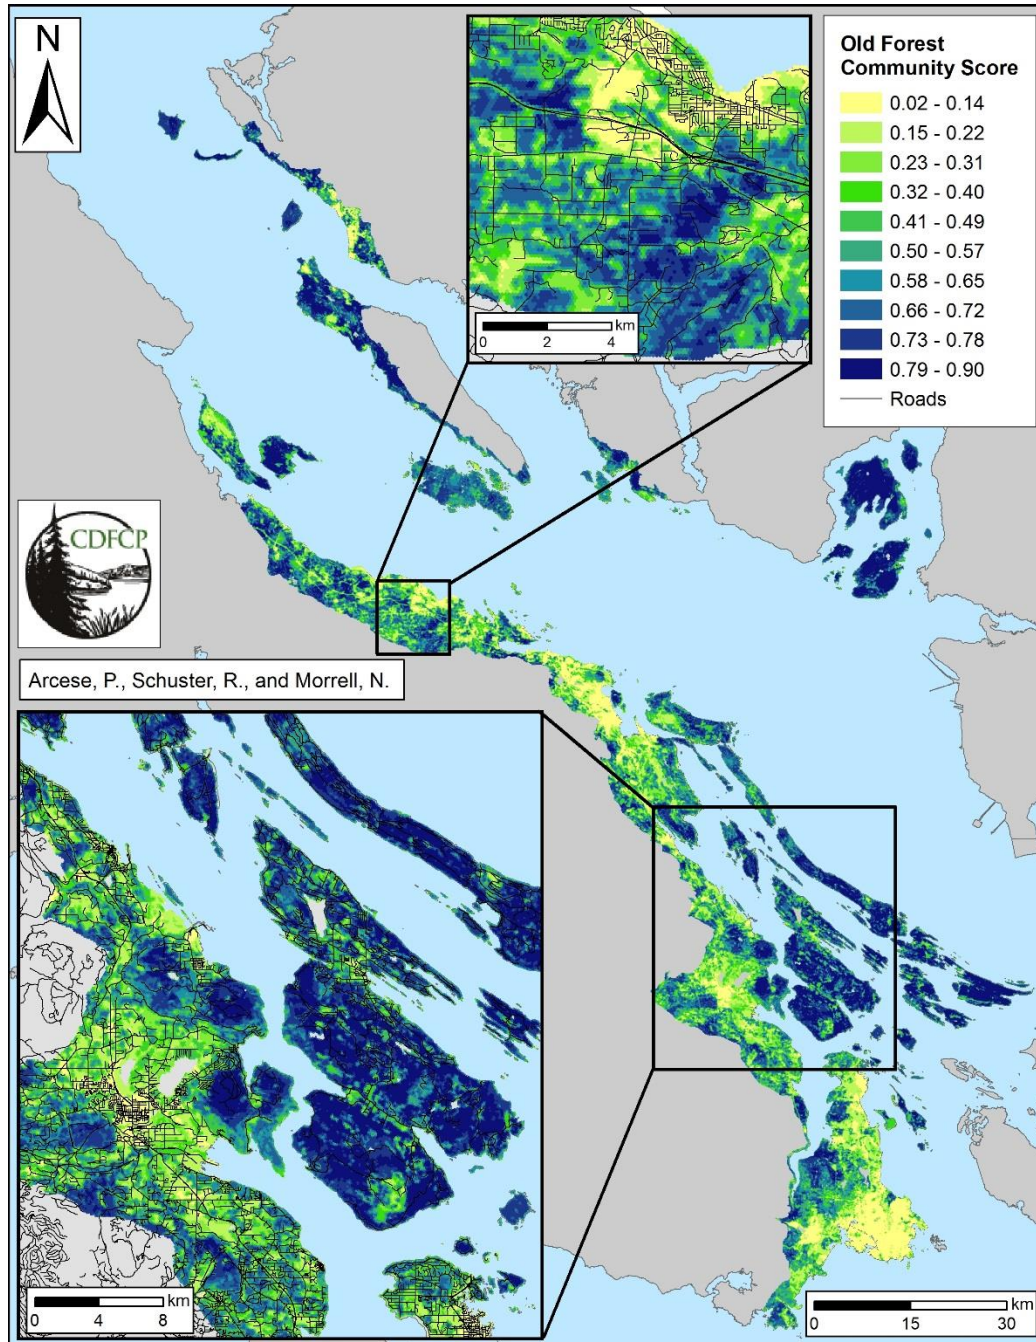 N
km
0 2 4
Old Forest
Community Score
0.02 - 0.14
0.15 - 0.22
0.23 - 0.31
0.32 - 0.40
0.41 - 0.49
0.50 - 0.57
0.58 - 0.65
0.66 - 0.72
0.73 - 0.78
0.79 - 0.90
Roads
CDFCP
Arcese, P., Schuster, R., and Morrell, N.
km
0 4 8
km
0 15 30